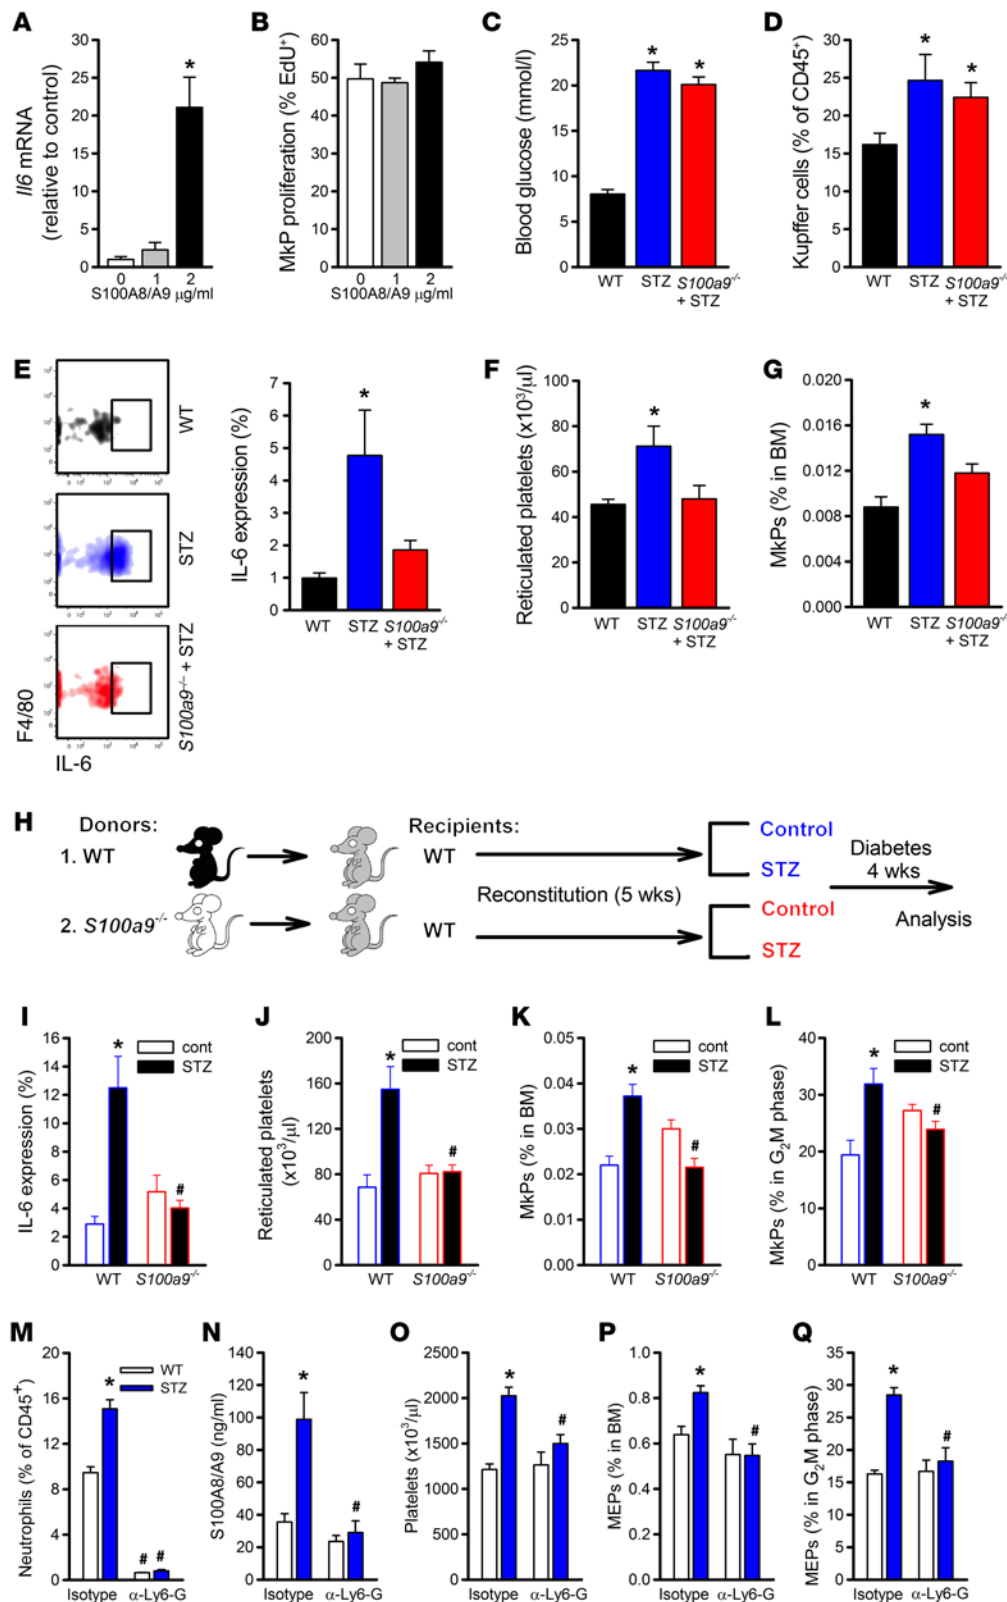 A
Il6 mRNA
(relative to control)
30
25
20
15
10
5
0
*
0 1 2
S100A8/A9 μg/ml
B
MkP proliferation (% EdU⁺)
60
50
40
30
20
10
0
0 1 2
S100A8/A9 μg/ml
C
Blood glucose (mmol/l)
25
20
15
10
5
0
* *
WT STZ S100a9⁻/⁻
+ STZ
D
Kupffer cells (% of CD45⁺)
30
25
20
15
10
5
0
* *
WT STZ S100a9⁻/⁻
+ STZ
E
WT
STZ
S100a9⁻/⁻ + STZ
F4/80
IL-6
IL-6 expression (%)
7
6
5
4
3
2
1
0
*
WT STZ S100a9⁻/⁻
+ STZ
F
Reticulated platelets (x10³/μl)
100
80
60
40
20
0
*
WT STZ S100a9⁻/⁻
+ STZ
G
MkPs (% in BM)
0.020
0.016
0.012
0.008
0.004
0.000
*
WT STZ S100a9⁻/⁻
+ STZ
H
Donors: Recipients:
1. WT WT
2. S100a9⁻/⁻ WT
Reconstitution (5 wks)
Control
STZ
Control
STZ
Diabetes
4 wks
Analysis
I
IL-6 expression (%)
16
14
12
10
8
6
4
2
0
cont
STZ
* #
WT S100a9⁻/⁻
J
Reticulated platelets
(x10³/μl)
200
160
120
80
40
0
cont
STZ
* #
WT S100a9⁻/⁻
K
MkPs (% in BM)
0.05
0.04
0.03
0.02
0.01
0.00
cont
STZ
* #
WT S100a9⁻/⁻
L
MkPs (% in G₂M phase)
40
30
20
10
0
cont
STZ
* #
WT S100a9⁻/⁻
M
Neutrophils (% of CD45⁺)
20
16
12
8
4
0
WT
STZ
* # #
Isotype α-Ly6-G
N
S100A8/A9 (ng/ml)
140
120
100
80
60
40
20
0
* #
Isotype α-Ly6-G
O
Platelets (x10³/μl)
2500
2000
1500
1000
500
0
* #
Isotype α-Ly6-G
P
MEPs (% in BM)
1.0
0.8
0.6
0.4
0.2
0.0
* #
Isotype α-Ly6-G
Q
MEPs (% in G₂M phase)
35
30
25
20
15
10
5
0
* #
Isotype α-Ly6-G